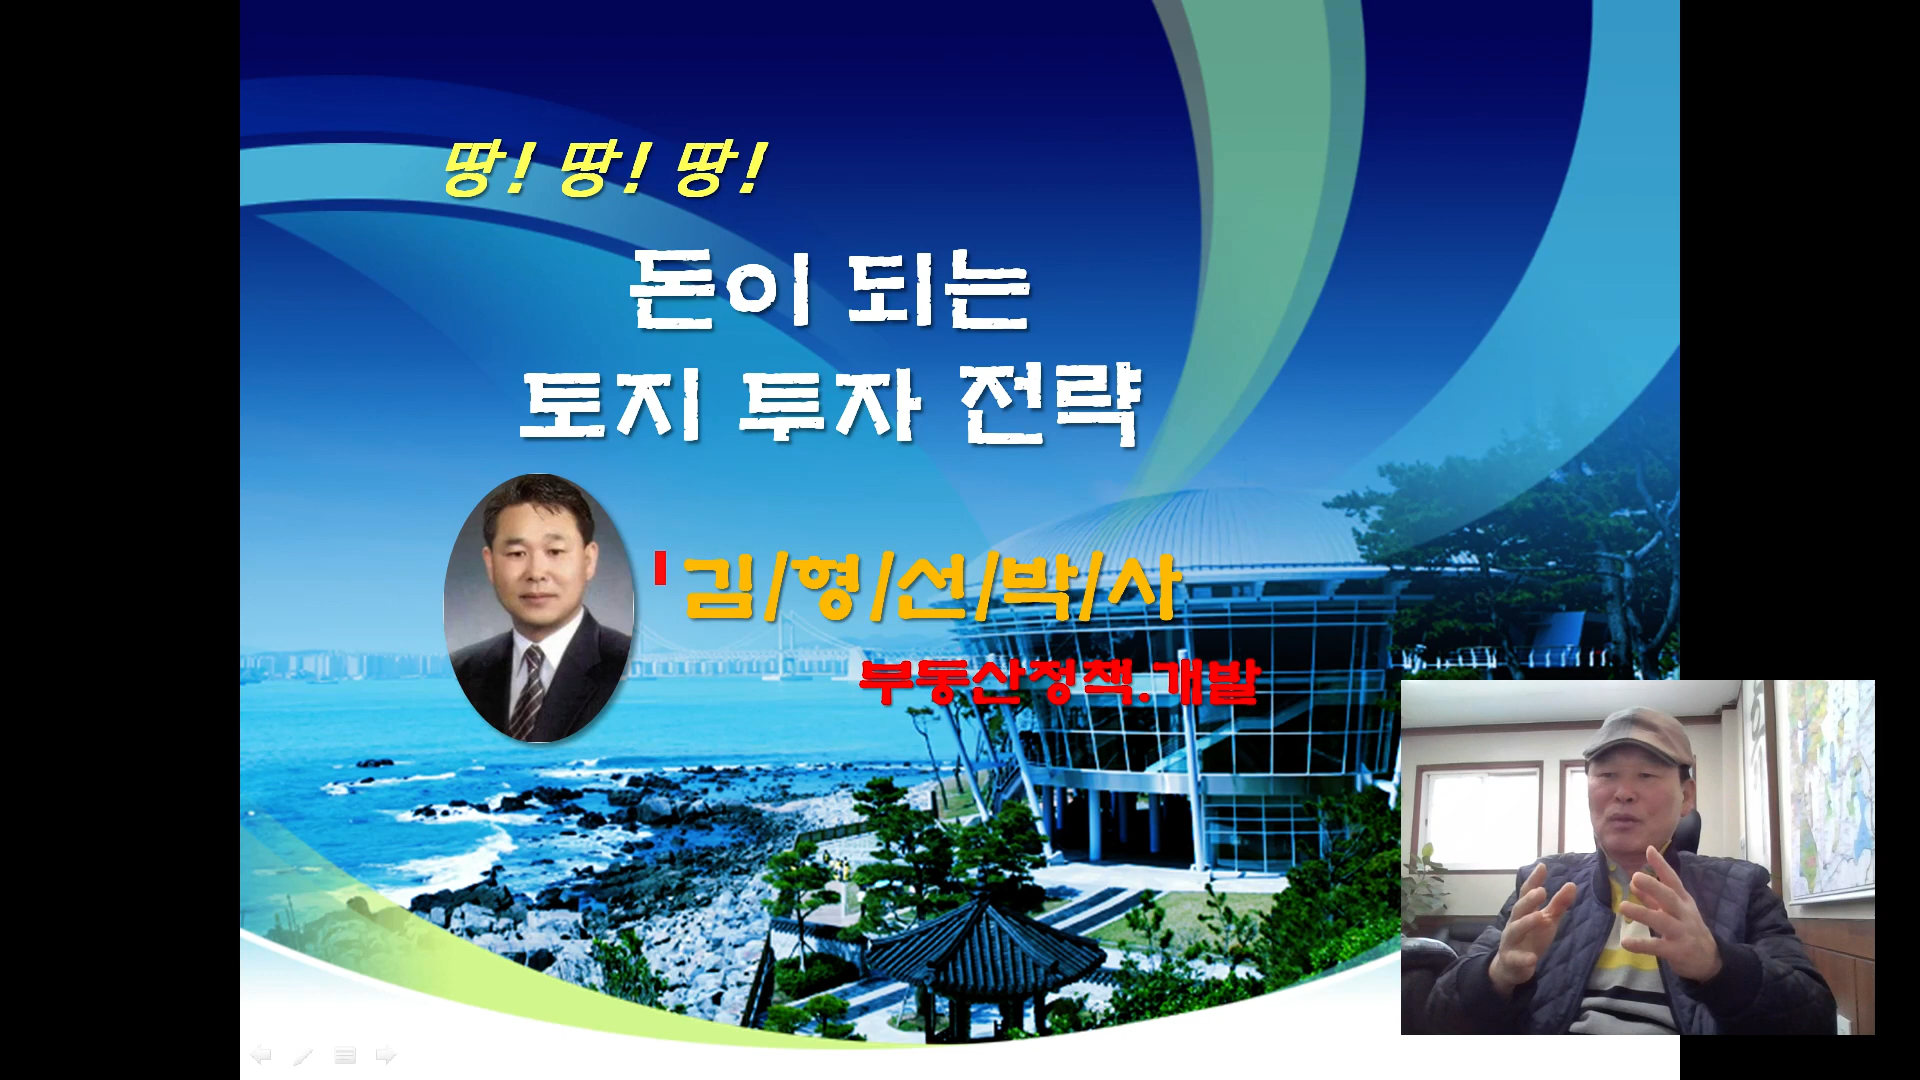 땅! 땅! 땅!
돈이 되는
토지 투자 전략
김/형/선/박/사
부동산정책.개발